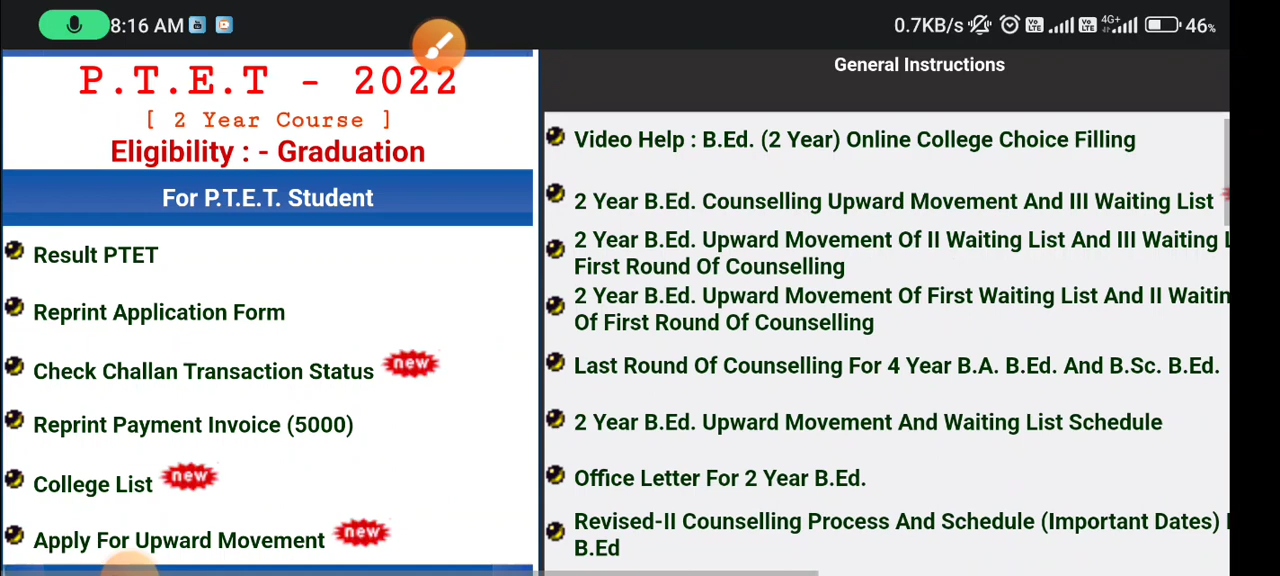 8:16 AM
0.7KB/s Vo LTE Vo LTE 4G+ 46%
P.T.E.T - 2022
[ 2 Year Course ]
Eligibility : - Graduation
For P.T.E.T. Student
Result PTET
Reprint Application Form
Check Challan Transaction Status new
Reprint Payment Invoice (5000)
College List new
Apply For Upward Movement new
General Instructions
Video Help : B.Ed. (2 Year) Online College Choice Filling
2 Year B.Ed. Counselling Upward Movement And III Waiting List
2 Year B.Ed. Upward Movement Of II Waiting List And III Waiting
First Round Of Counselling
2 Year B.Ed. Upward Movement Of First Waiting List And II Waitin
Of First Round Of Counselling
Last Round Of Counselling For 4 Year B.A. B.Ed. And B.Sc. B.Ed.
2 Year B.Ed. Upward Movement And Waiting List Schedule
Office Letter For 2 Year B.Ed.
Revised-II Counselling Process And Schedule (Important Dates)
B.Ed